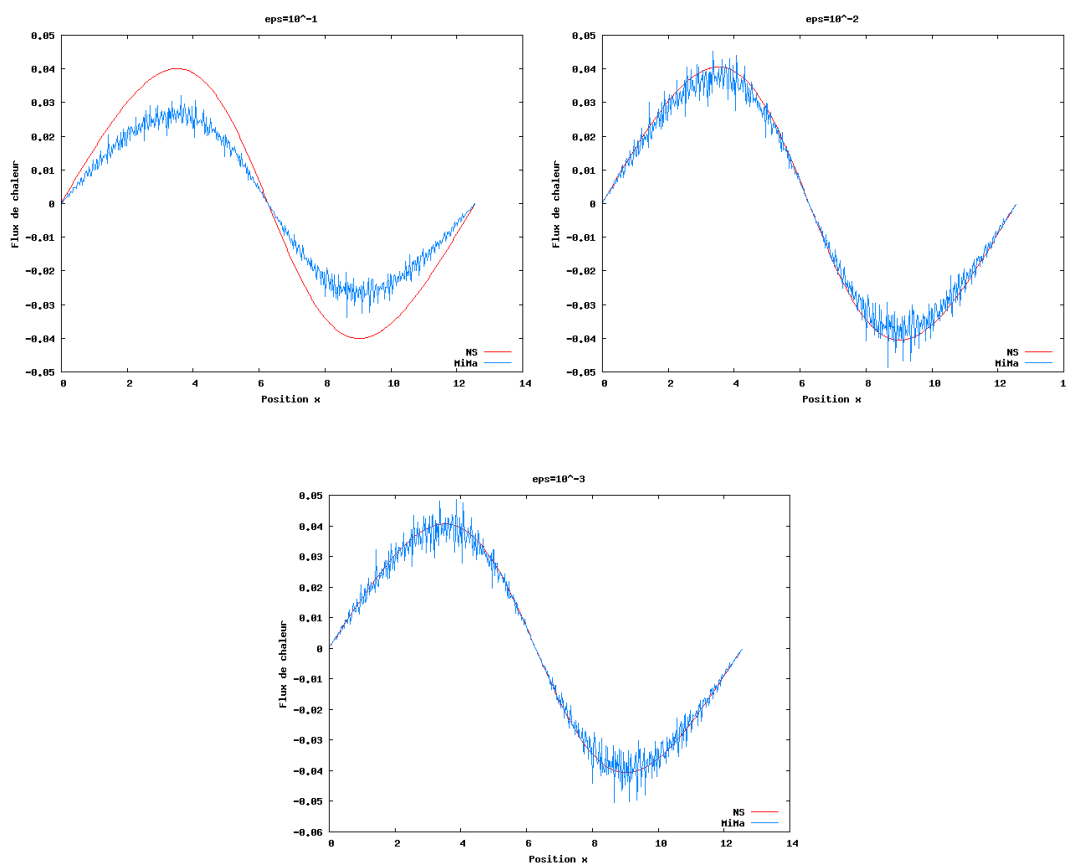 eps=10^-1
0.05
0.04
0.03
0.02
0.01
0
-0.01
-0.02
-0.03
-0.04
-0.05
Flux de chaleur
NS
MiMa
0 2 4 6 8 10 12 14
Position x
eps=10^-2
0.05
0.04
0.03
0.02
0.01
0
-0.01
-0.02
-0.03
-0.04
-0.05
Flux de chaleur
NS
MiMa
0 2 4 6 8 10 12 1
Position x
eps=10^-3
0.05
0.04
0.03
0.02
0.01
0
-0.01
-0.02
-0.03
-0.04
-0.05
-0.06
Flux de chaleur
NS
MiMa
0 2 4 6 8 10 12 14
Position x